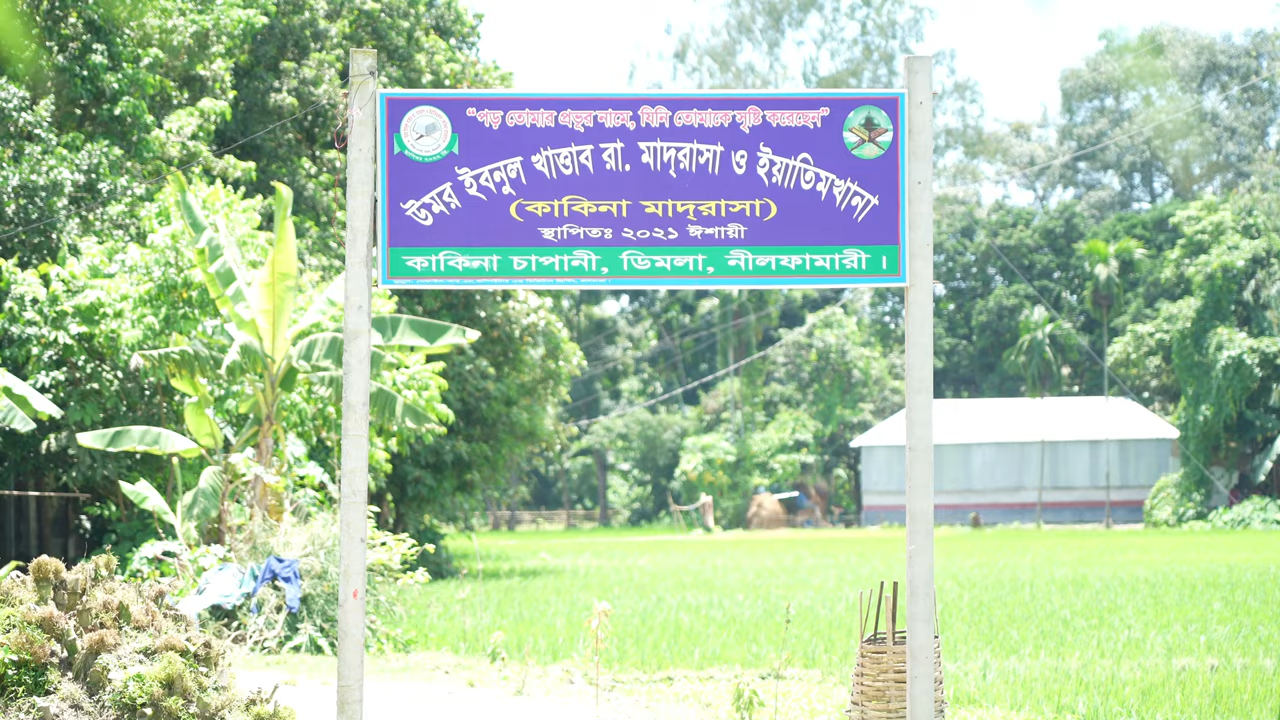 “পড় তোমার প্রভূর নামে, যিনি তোমাকে সৃষ্টি করেছেন”
উমর ইবনুল খাত্তাব রা. মাদ্‌রাসা ও ইয়াতিমখানা
(কাকিনা মাদ্‌রাসা)
স্থাপিতঃ ২০২১ ঈশায়ী
কাকিনা চাপানী, ডিমলা, নীলফামারী।